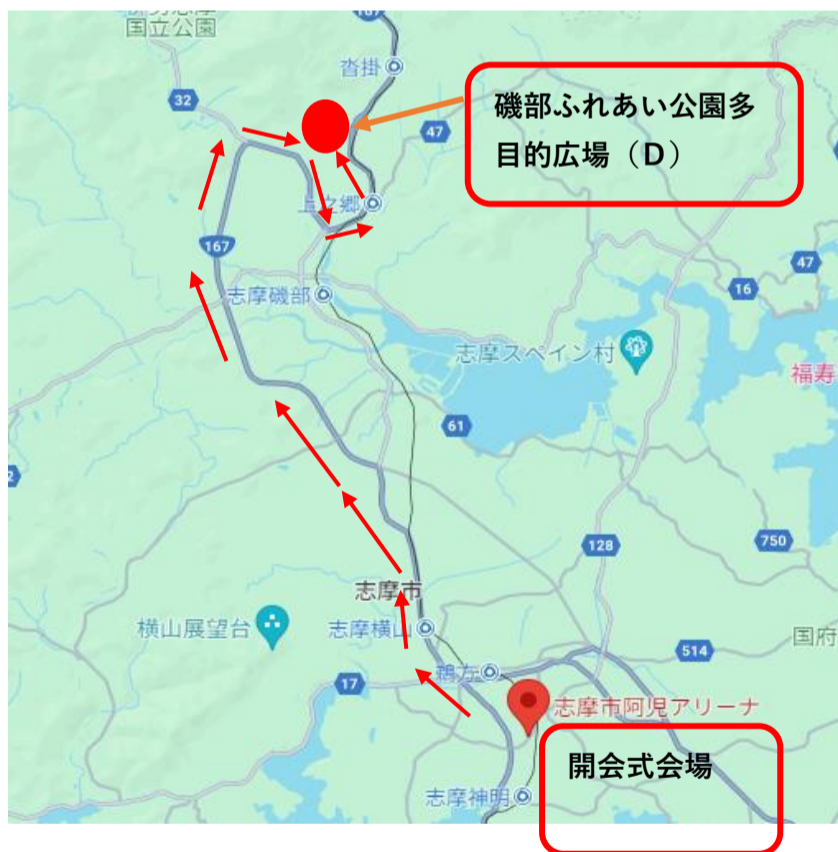 国立公園
167
沓掛
32
47
磯部ふれあい公園多
目的広場（D）
上之郷
167
47
志摩磯部
16
志摩スペイン村
福寿
61
128
750
志摩市
横山展望台
志摩横山
国府
514
鵜方
17
志摩市阿児アリーナ
開会式会場
志摩神明